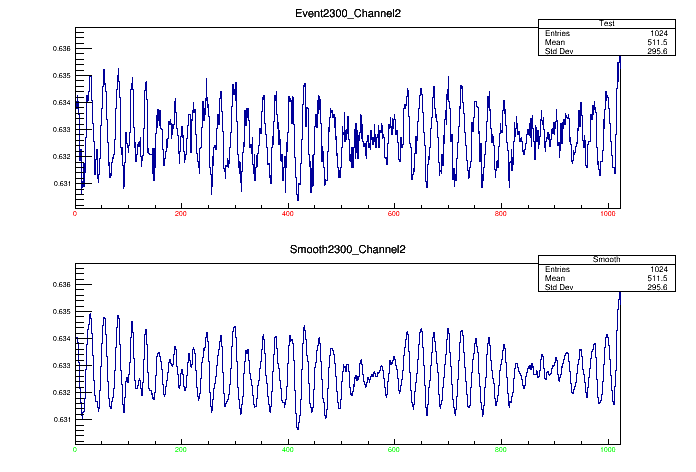 Event2300_Channel2
Test
Entries 1024
Mean 511.5
Std Dev 295.6
0.636
0.635
0.634
0.633
0.632
0.631
0 200 400 600 800 1000
Smooth2300_Channel2
Smooth
Entries 1024
Mean 511.5
Std Dev 295.6
0.636
0.635
0.634
0.633
0.632
0.631
0 200 400 600 800 1000